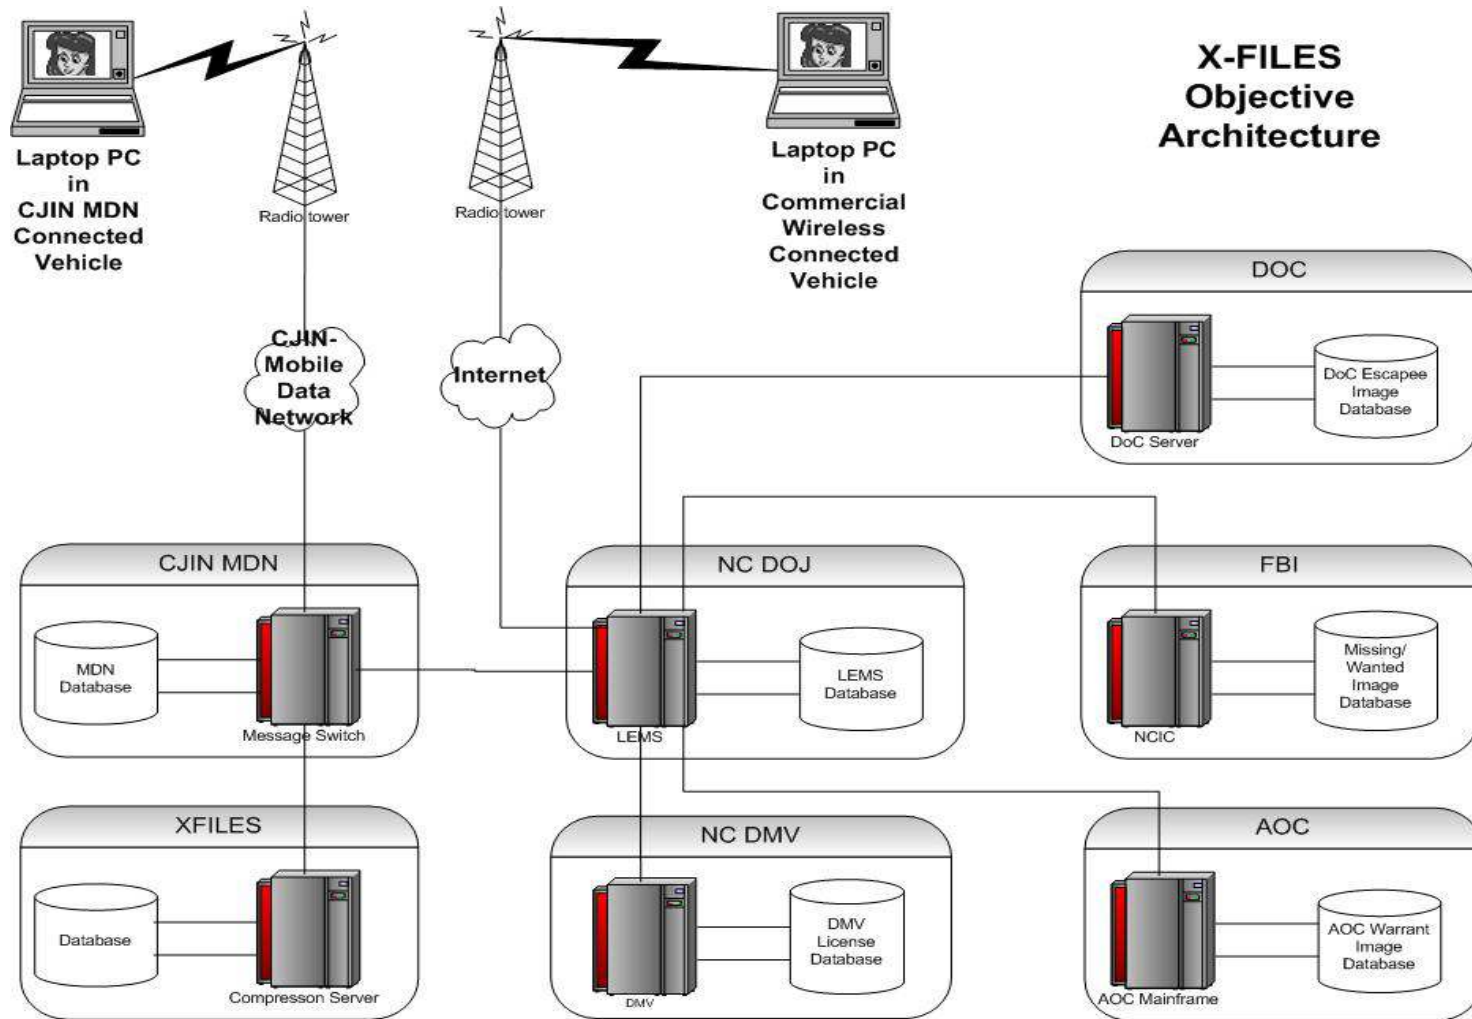 X-FILES
Objective
Architecture
Laptop PC
in
CJIN MDN
Connected
Vehicle
Radio tower
Radio tower
Laptop PC
in
Commercial
Wireless
Connected
Vehicle
CJIN-
Mobile
Data
Network
Internet
DOC
DoC Server
DoC Escapee
Image
Database
CJIN MDN
MDN
Database
Message Switch
NC DOJ
LEMS
LEMS
Database
FBI
NCIC
Missing/
Wanted
Image
Database
XFILES
Database
Compresson Server
NC DMV
DMV
DMV
License
Database
AOC
AOC Mainframe
AOC Warrant
Image
Database